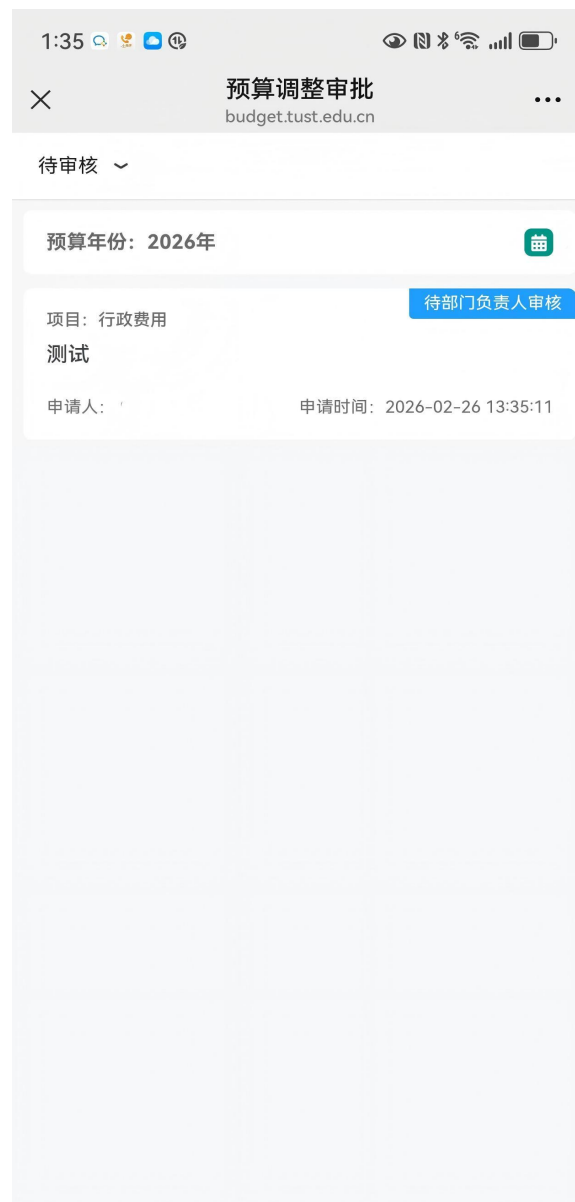 1:35
预算调整审批
budget.tust.edu.cn
待审核
预算年份：2026年
待部门负责人审核
项目：行政费用
测试
申请人：
申请时间：2026-02-26 13:35:11